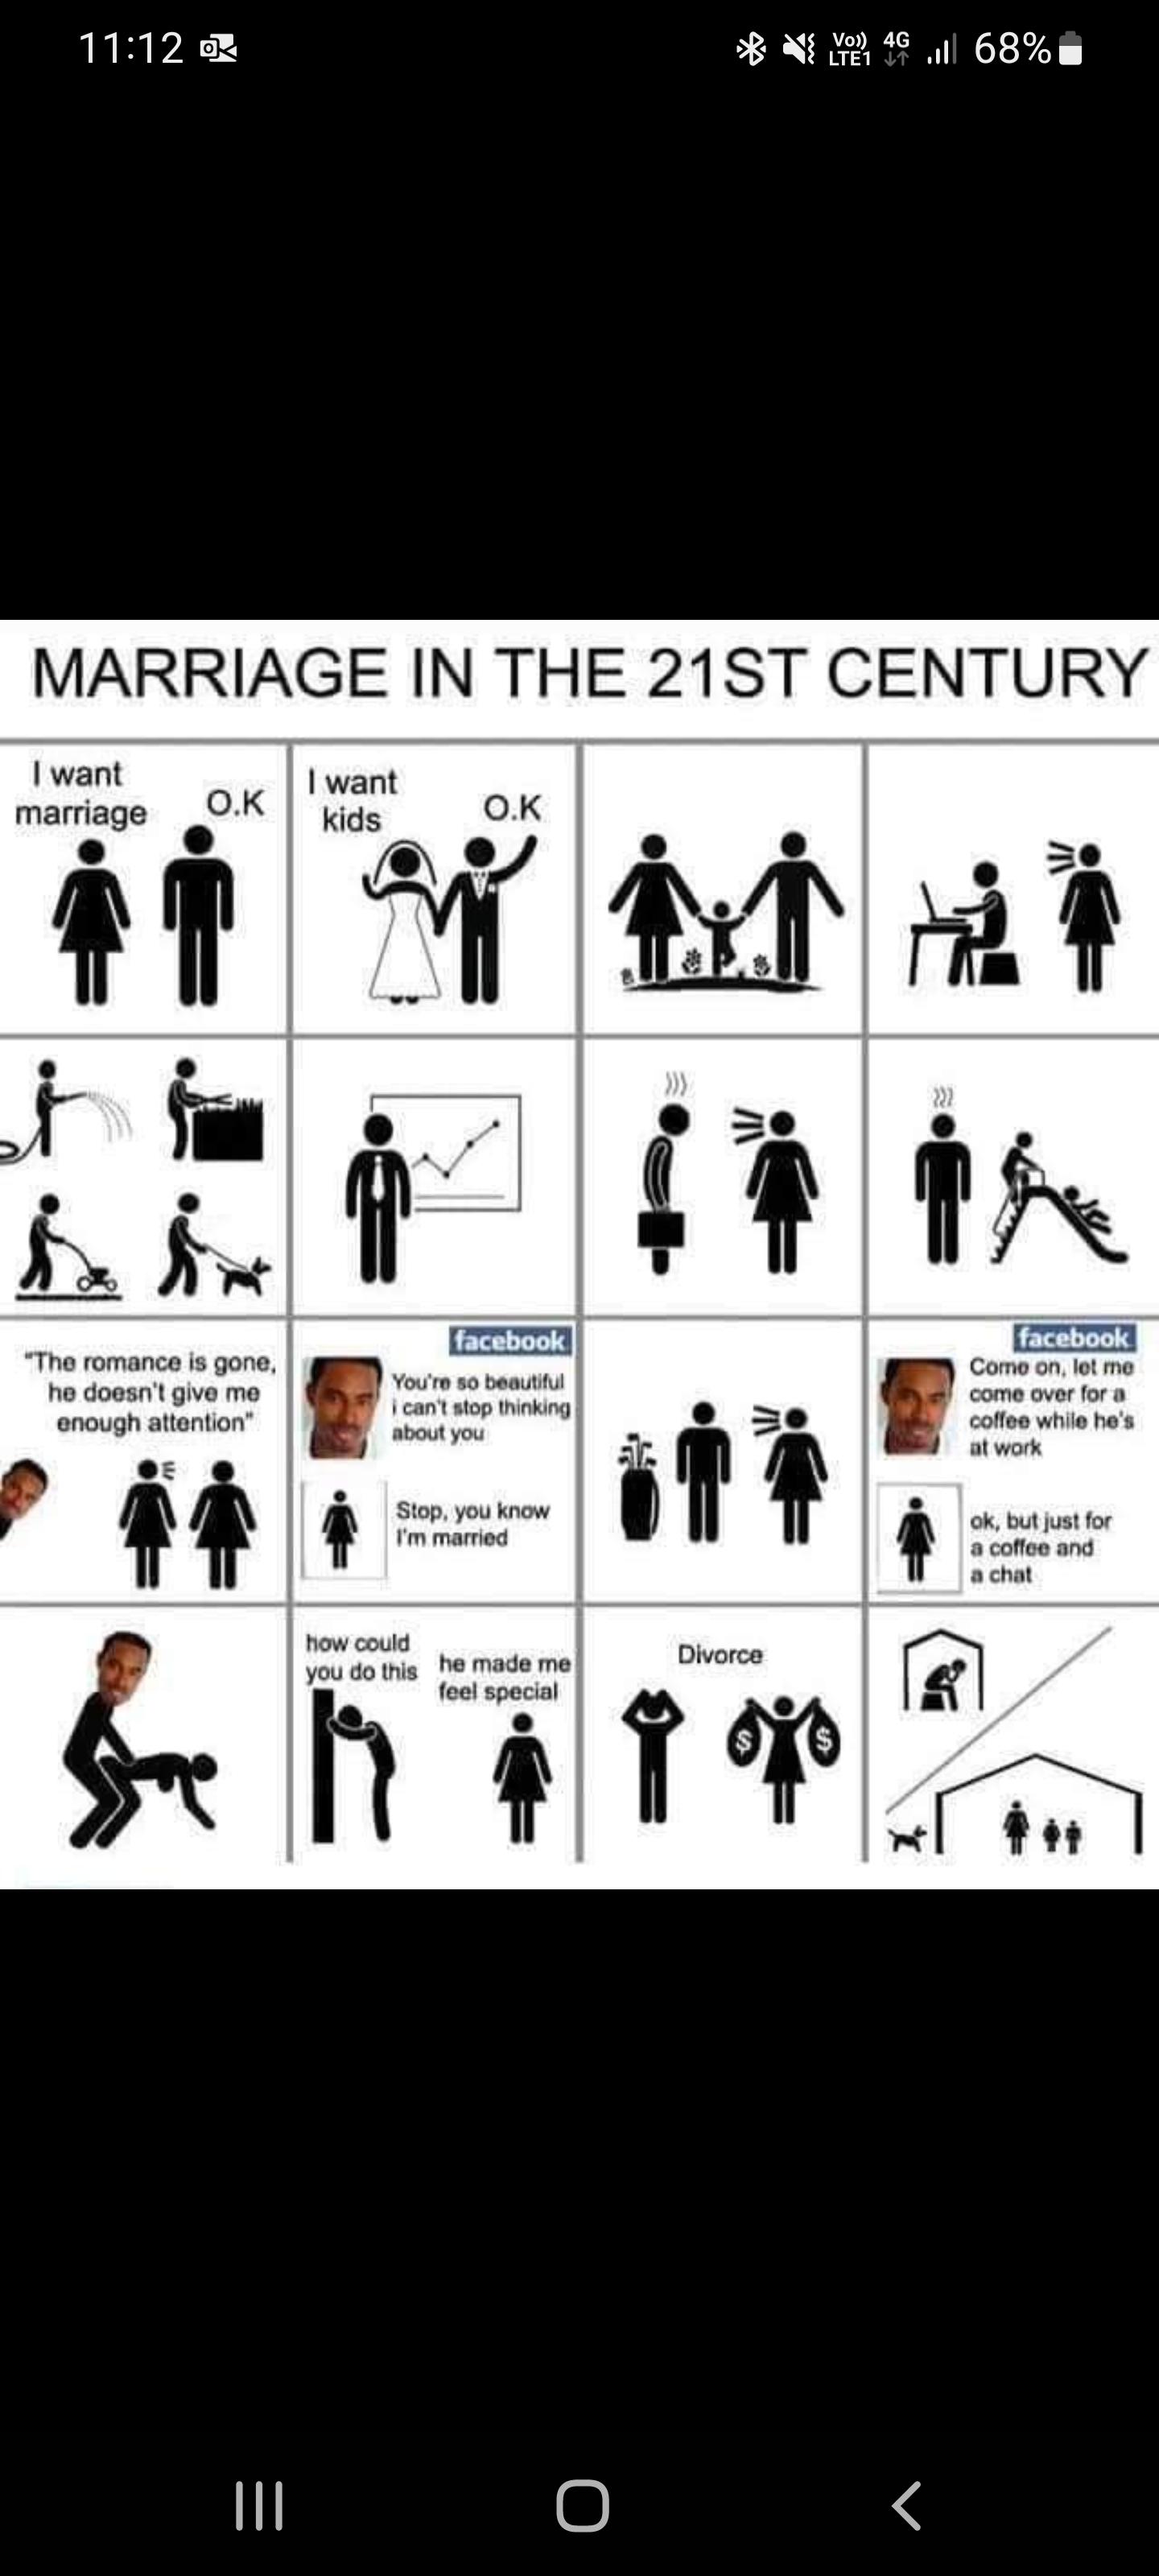 11:12
Vo)) 4G 68%
LTE1
MARRIAGE IN THE 21ST CENTURY
I want
marriage
O.K
I want
kids
O.K
"The romance is gone,
he doesn't give me
enough attention"
facebook
You're so beautiful
i can't stop thinking
about you
Stop, you know
I'm married
facebook
Come on, let me
come over for a
coffee while he's
at work
ok, but just for
a coffee and
a chat
how could
you do this
he made me
feel special
Divorce
$ $